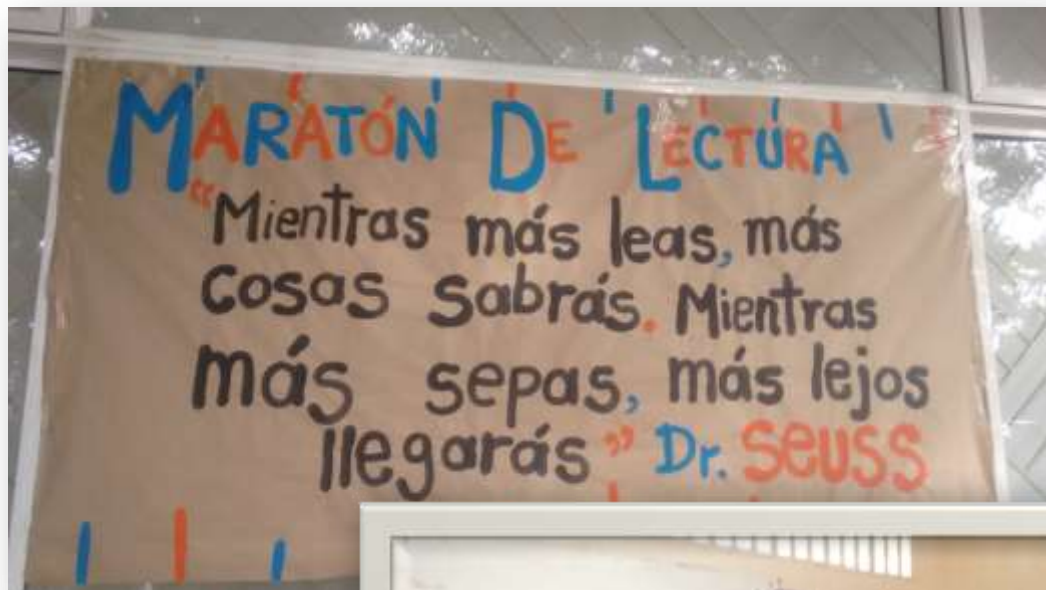 MARATÓN DE LECTURA
"Mientras más leas, más
cosas sabrás. Mientras
más sepas, más lejos
llegarás" Dr. SEUSS